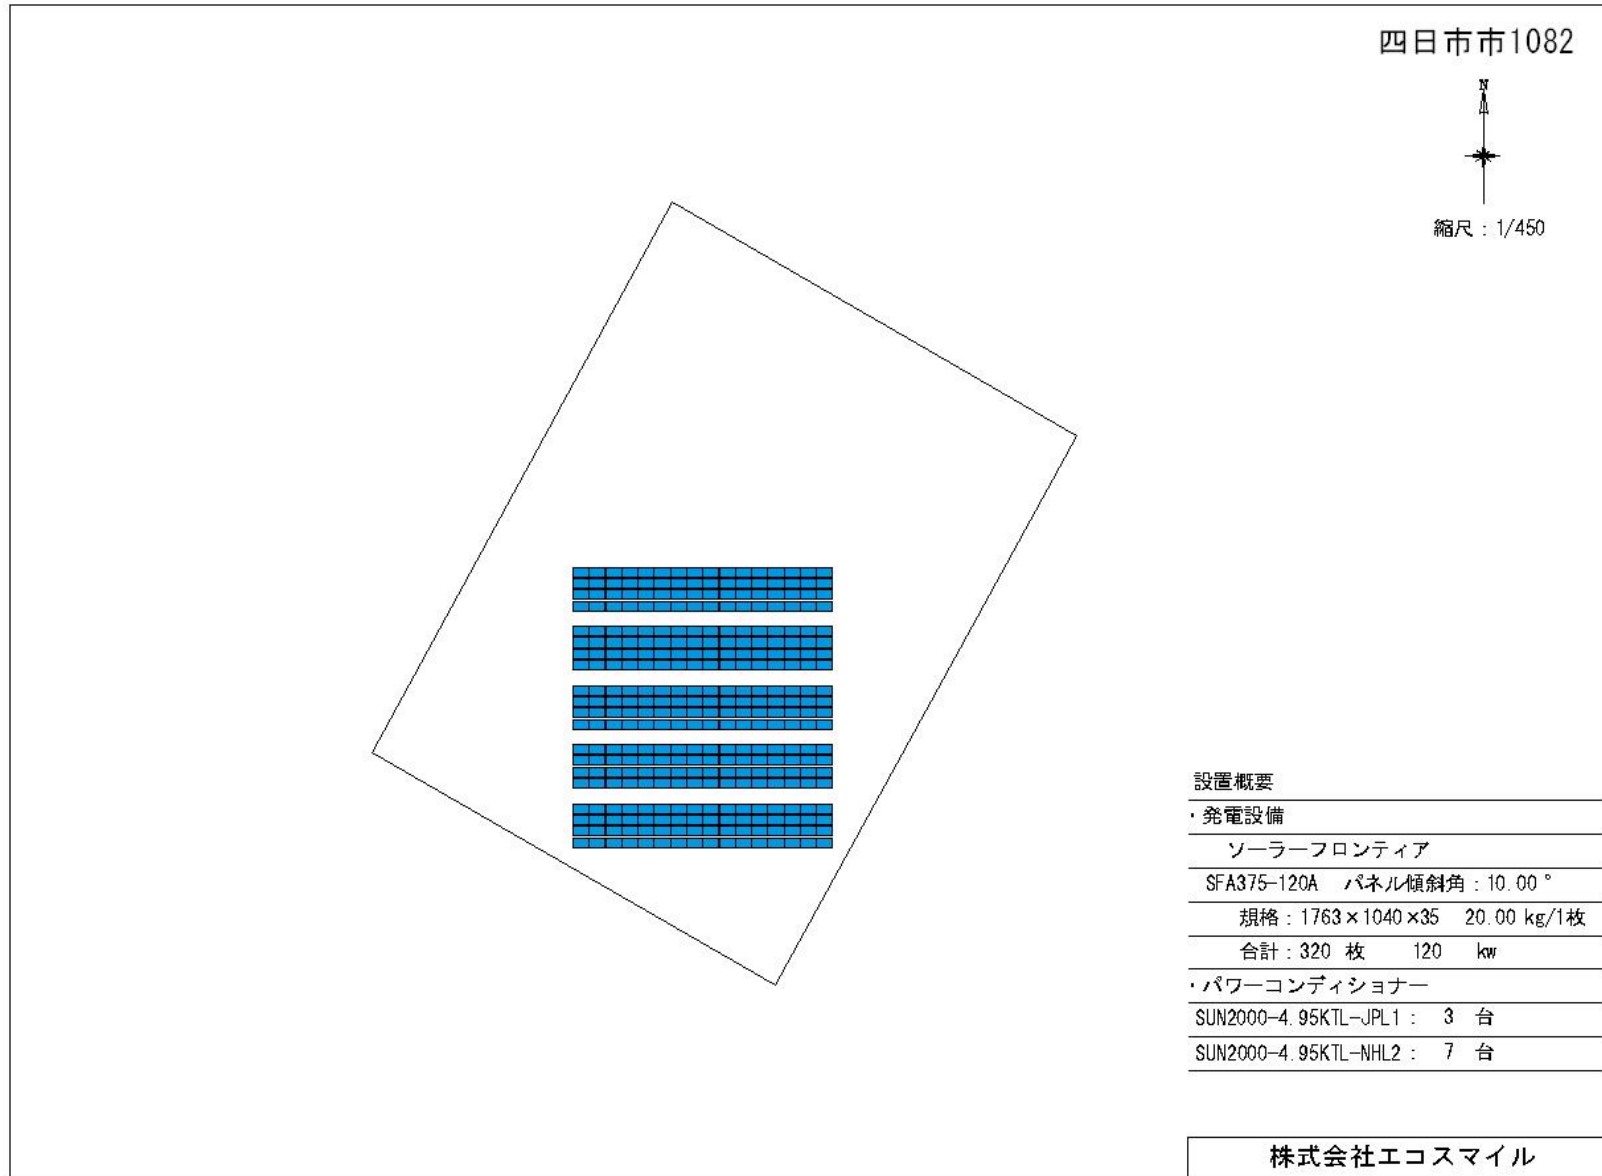 四日市市1082
N
縮尺：1/450
設置概要
・発電設備
ソーラーフロンティア
SFA375-120A パネル傾斜角：10.00°
規格：1763×1040×35 20.00 kg/1枚
合計：320 枚 120 kw
・パワーコンディショナー
SUN2000-4.95KTL-JPL1： 3 台
SUN2000-4.95KTL-NHL2： 7 台
株式会社エコスマイル